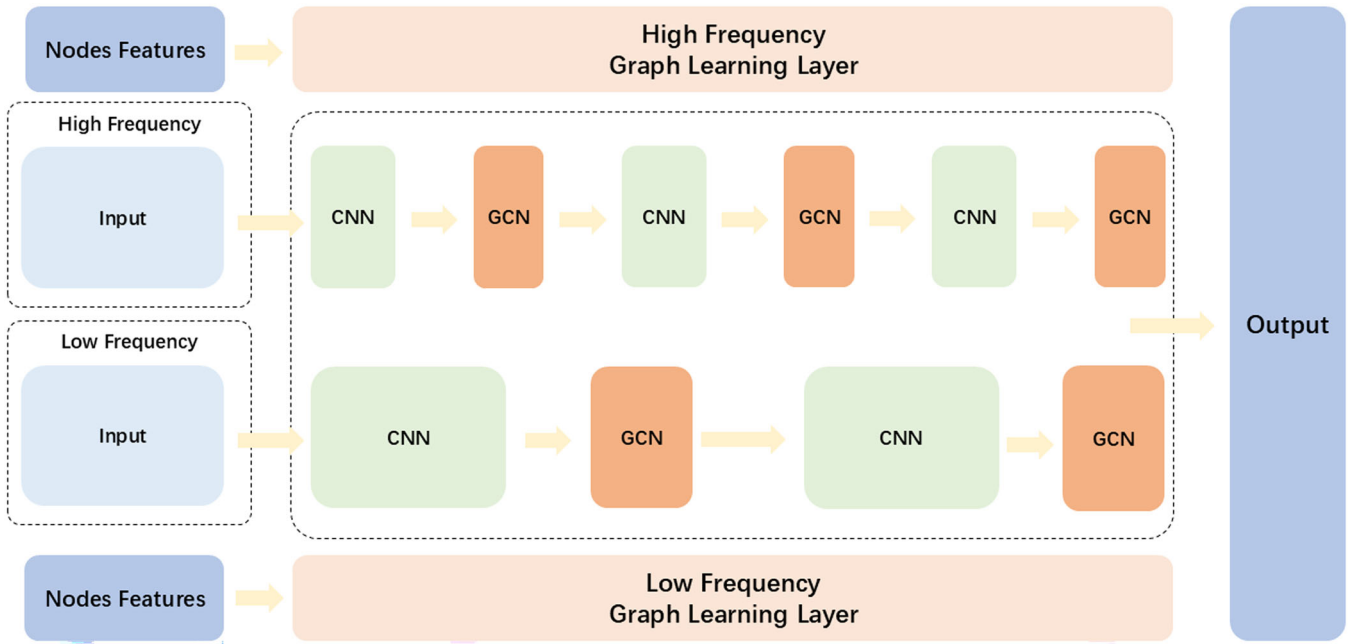 Nodes Features
High Frequency
Graph Learning Layer
High Frequency
Input
CNN
GCN
CNN
GCN
CNN
GCN
Output
Low Frequency
Input
CNN
GCN
CNN
GCN
Nodes Features
Low Frequency
Graph Learning Layer